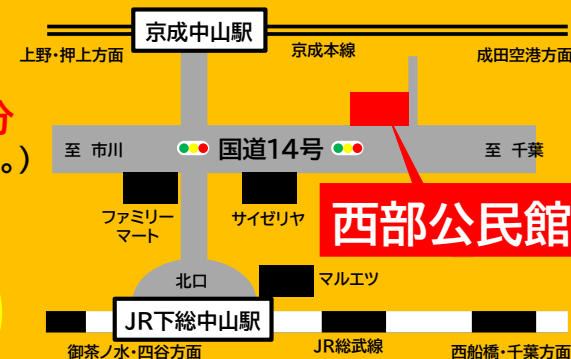 京成中山駅
上野・押上方面
京成本線
成田空港方面
分
。)
至 市川
国道14号
至 千葉
ファミリー
マート
サイゼリヤ
西部公民館
北口
マルエツ
JR下総中山駅
御茶ノ水・四谷方面
JR総武線
西船橋・千葉方面